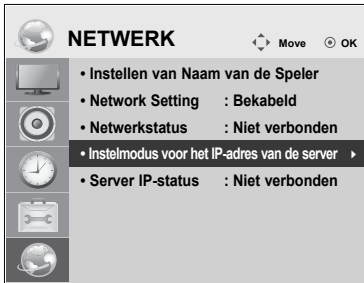 NETWERK
Move OK
• Instellen van Naam van de Speler
• Network Setting : Bekabeld
• Netwerkstatus : Niet verbonden
• Instelmodus voor het IP-adres van de server
• Server IP-status : Niet verbonden